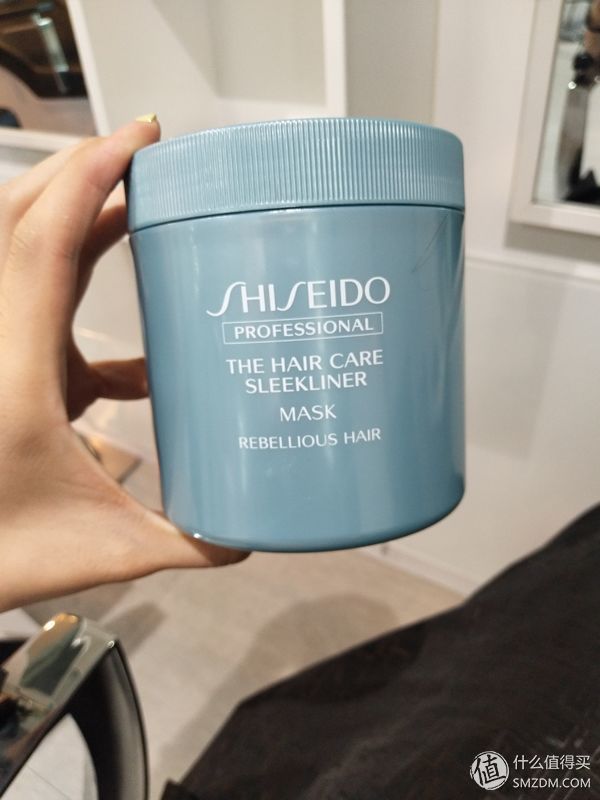 SHISEIDO
PROFESSIONAL
THE HAIR CARE
SLEEKLINER
MASK
REBELLIOUS HAIR
值 什么值得买
SMZDM.COM